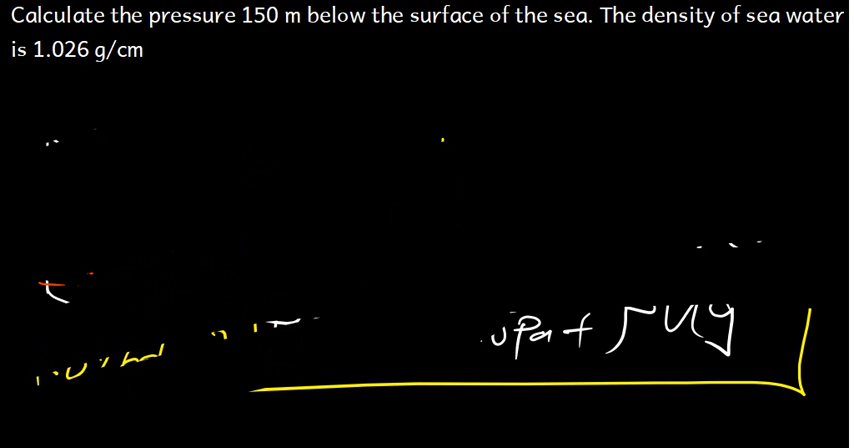 Calculate the pressure 150 m below the surface of the sea. The density of sea water
is 1.026 g/cm